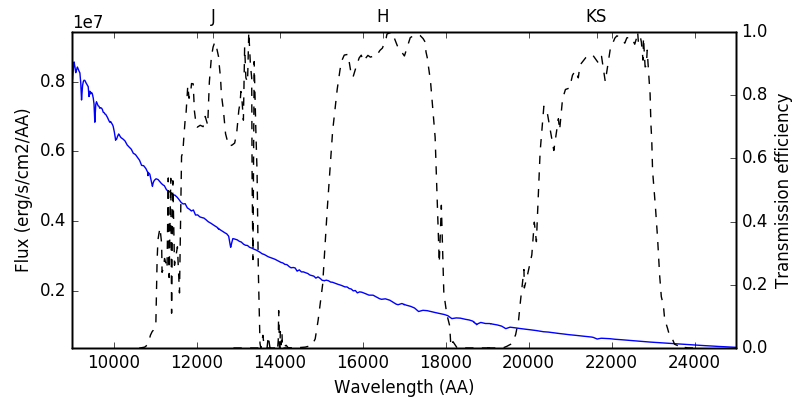 J H KS
1e7
0.8
0.6
0.4
0.2
Flux (erg/s/cm2/AA)
1.0
0.8
0.6
0.4
0.2
0.0
Transmission efficiency
10000 12000 14000 16000 18000 20000 22000 24000
Wavelength (AA)